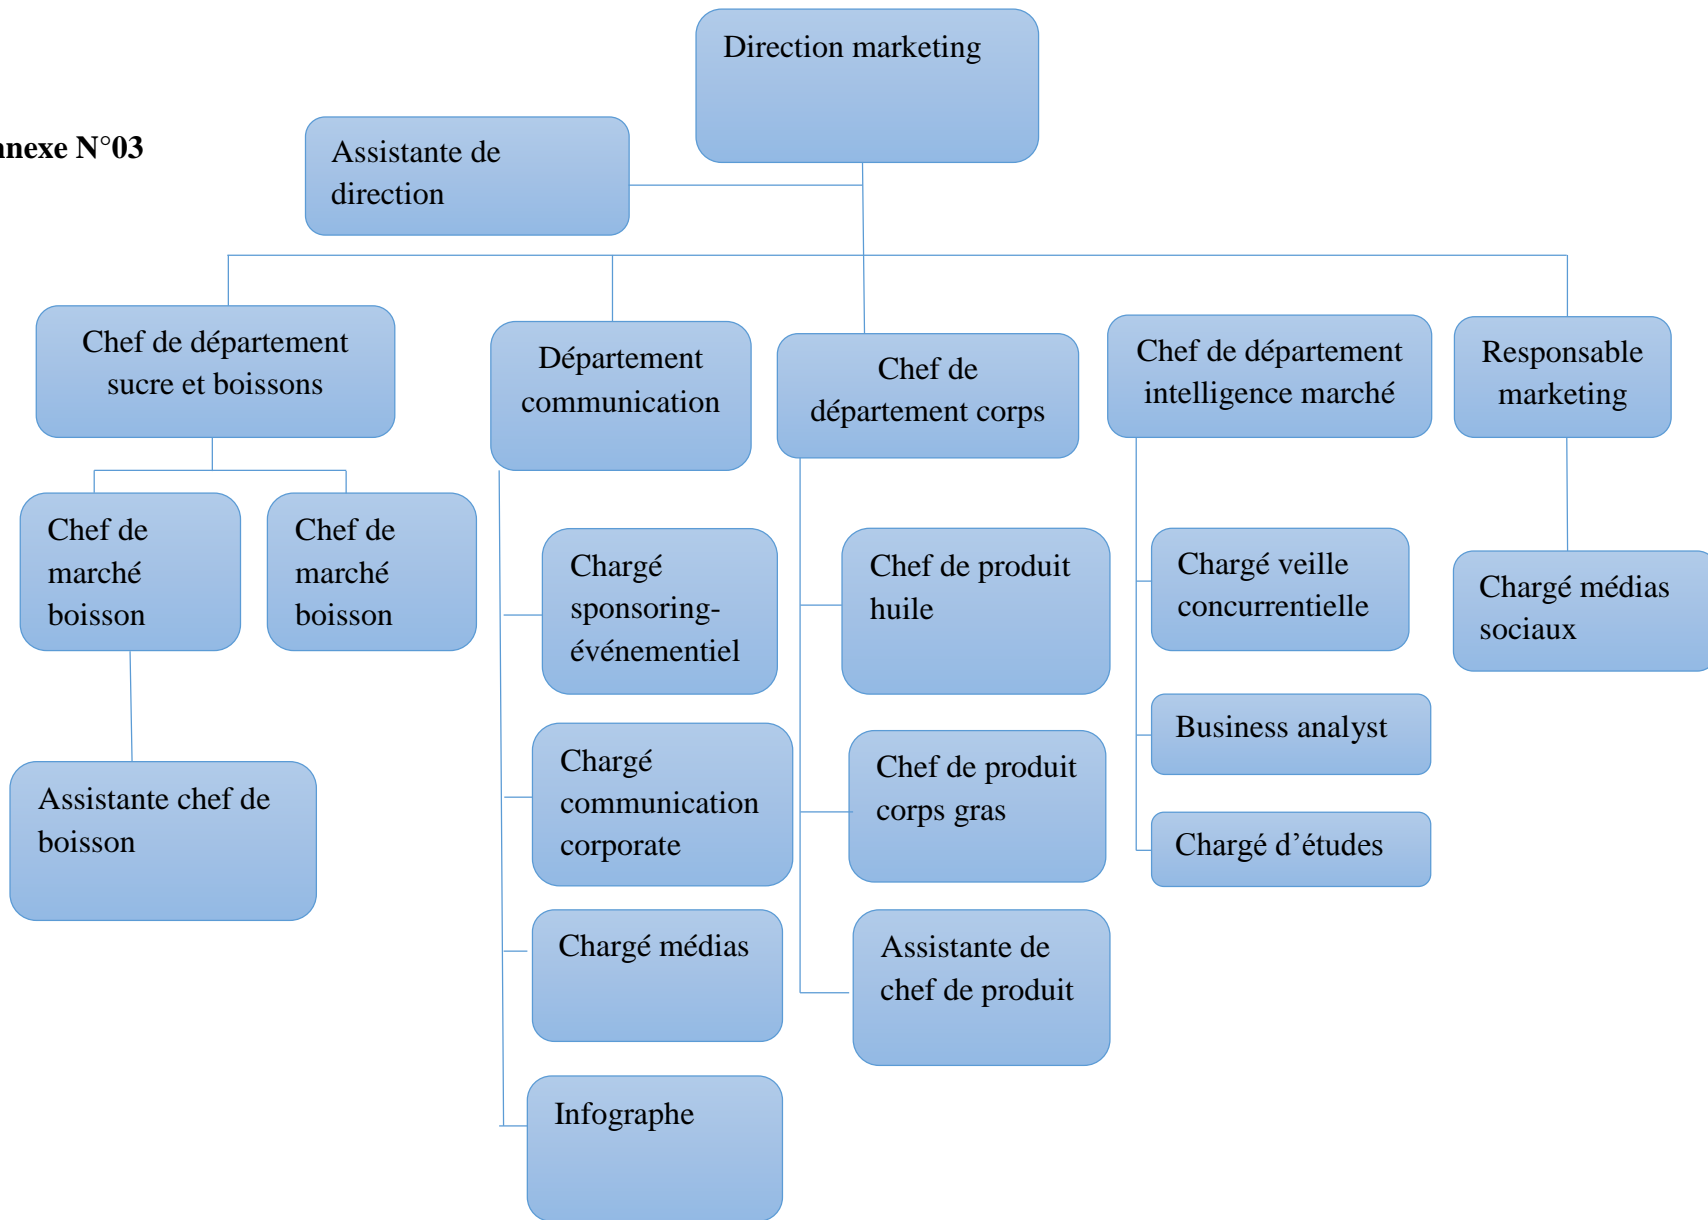 Direction marketing
nnexe N°03
Assistante de
direction
Chef de département
sucre et boissons
Département
communication
Chef de
département corps
Chef de département
intelligence marché
Responsable
marketing
Chef de
marché
boisson
Chef de
marché
boisson
Assistante chef de
boisson
Chargé
sponsoring-
événementiel
Chargé
communication
corporate
Chargé médias
Infographe
Chef de produit
huile
Chef de produit
corps gras
Assistante de
chef de produit
Chargé veille
concurrentielle
Business analyst
Chargé d’études
Chargé médias
sociaux